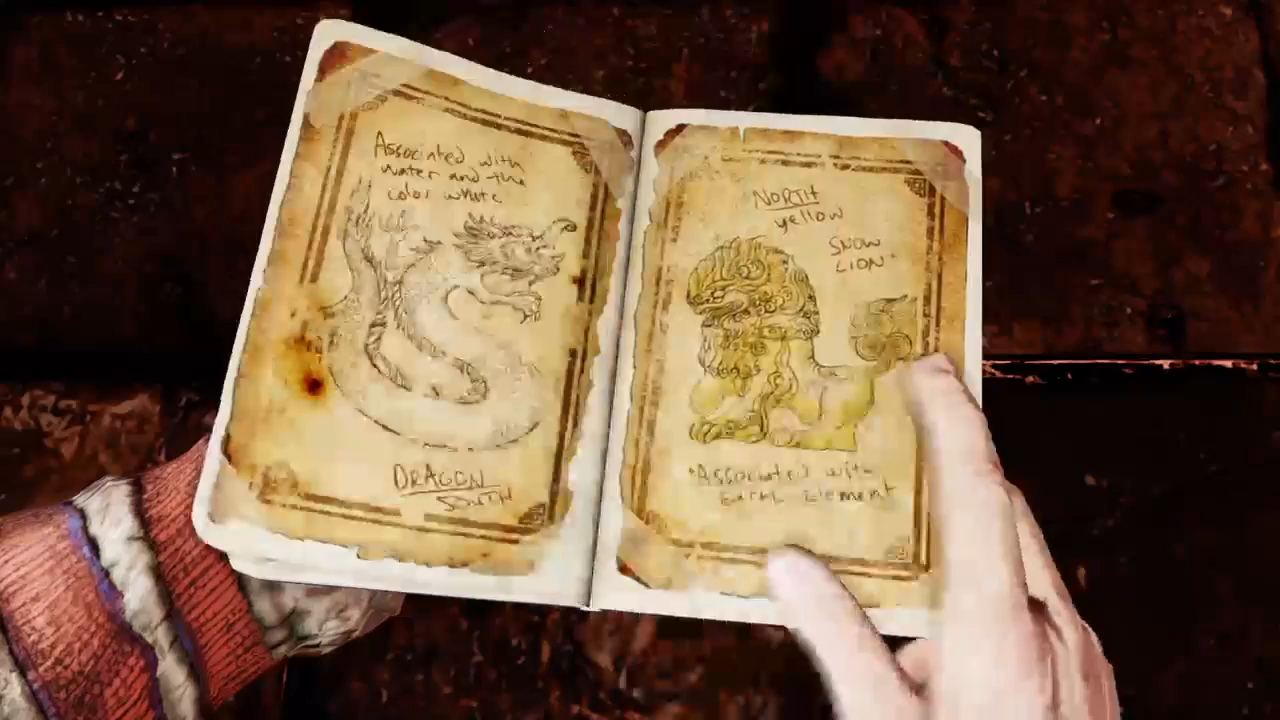 Associated with
water and the
color white
DRAGON
SOUTH
NORTH
yellow
SNOW
LION
*Associated with
Earth Element